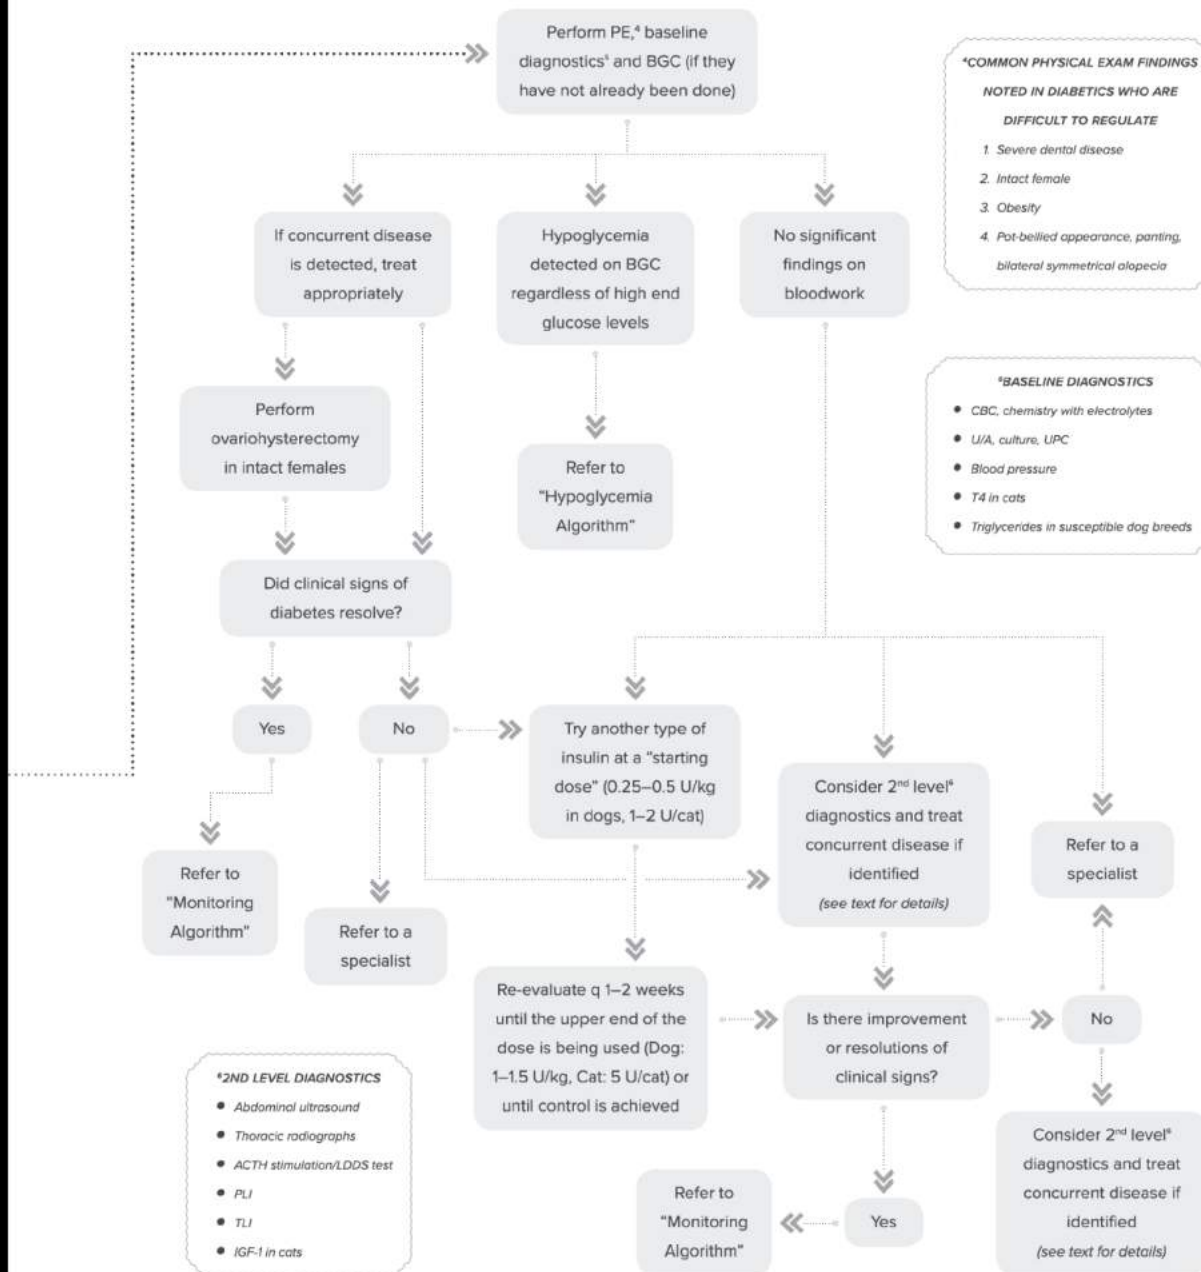 Perform PE,⁴ baseline
diagnostics⁵ and BGC (if they
have not already been done)
⁴COMMON PHYSICAL EXAM FINDINGS
NOTED IN DIABETICS WHO ARE
DIFFICULT TO REGULATE
1. Severe dental disease
2. Intact female
3. Obesity
4. Pot-bellied appearance, panting,
bilateral symmetrical alopecia
If concurrent disease
is detected, treat
appropriately
Hypoglycemia
detected on BGC
regardless of high end
glucose levels
No significant
findings on
bloodwork
⁵BASELINE DIAGNOSTICS
• CBC, chemistry with electrolytes
• U/A, culture, UPC
• Blood pressure
• T4 in cats
• Triglycerides in susceptible dog breeds
Perform
ovariohysterectomy
in intact females
Refer to
"Hypoglycemia
Algorithm"
Did clinical signs of
diabetes resolve?
Yes
No
Try another type of
insulin at a "starting
dose" (0.25–0.5 U/kg
in dogs, 1–2 U/cat)
Consider 2nd level⁶
diagnostics and treat
concurrent disease if
identified
(see text for details)
Refer to a
specialist
Refer to
"Monitoring
Algorithm"
Refer to a
specialist
Re-evaluate q 1–2 weeks
until the upper end of the
dose is being used (Dog:
1–1.5 U/kg, Cat: 5 U/cat) or
until control is achieved
Is there improvement
or resolutions of
clinical signs?
No
⁶2ND LEVEL DIAGNOSTICS
• Abdominal ultrasound
• Thoracic radiographs
• ACTH stimulation/LDDS test
• PLI
• TLI
• IGF-1 in cats
Refer to
"Monitoring
Algorithm"
Yes
Consider 2nd level⁶
diagnostics and treat
concurrent disease if
identified
(see text for details)